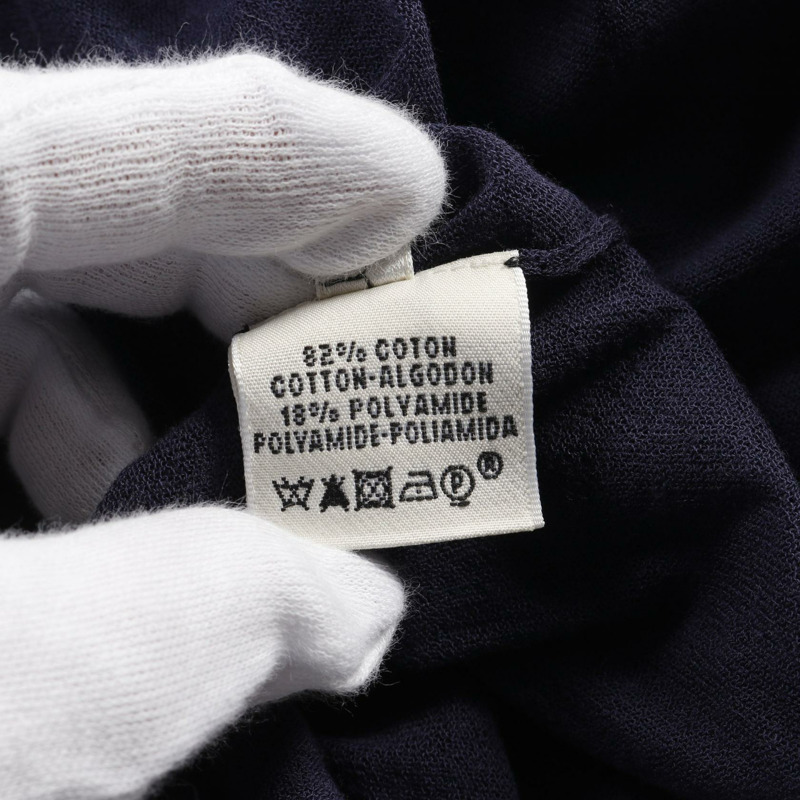 82% COTON
COTTON-ALGODON
18% POLYAMIDE
POLYAMIDE-POLIAMIDA
P ®